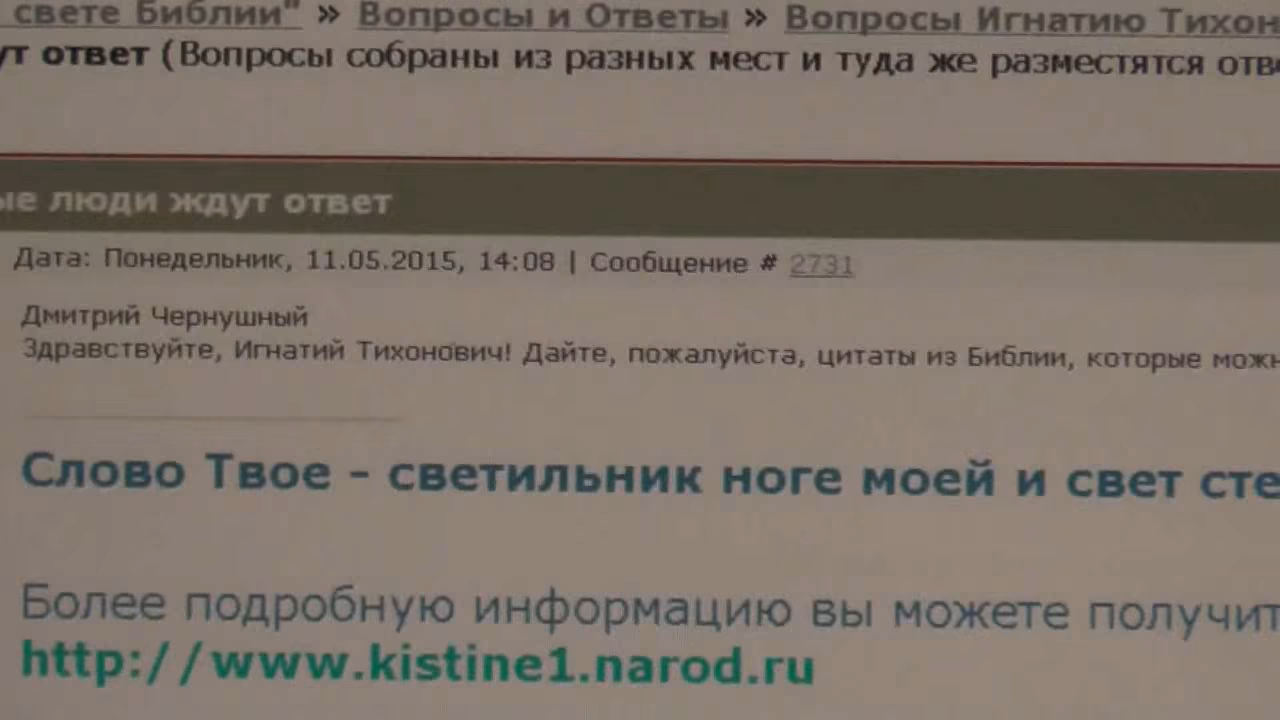 свете Библии" » Вопросы и Ответы » Вопросы Игнатию Тихон
ут ответ (Вопросы собраны из разных мест и туда же разместятся отве
ые люди ждут ответ
Дата: Понедельник, 11.05.2015, 14:08 | Сообщение # 2731
Дмитрий Чернушный
Здравствуйте, Игнатий Тихонович! Дайте, пожалуйста, цитаты из Библии, которые можн
Слово Твое - светильник ноге моей и свет сте
Более подробную информацию вы можете получит
http://www.kistine1.narod.ru